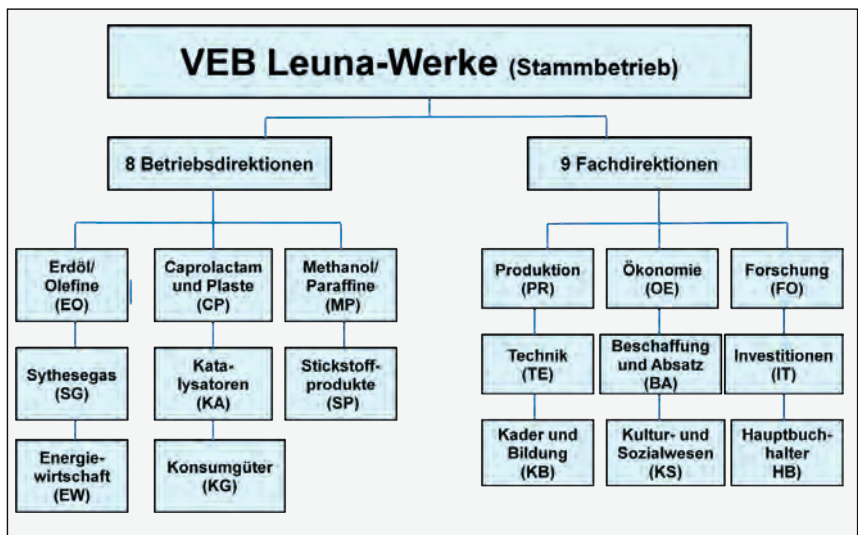 VEB Leuna-Werke (Stammbetrieb)
8 Betriebsdirektionen
9 Fachdirektionen
Erdöl/
Olefine
(EO)
Caprolactam
und Plaste
(CP)
Methanol/
Paraffine
(MP)
Produktion
(PR)
Ökonomie
(OE)
Forschung
(FO)
Sythesegas
(SG)
Kata-
lysatoren
(KA)
Stickstoff-
produkte
(SP)
Technik
(TE)
Beschaffung
und Absatz
(BA)
Investitionen
(IT)
Energie-
wirtschaft
(EW)
Konsumgüter
(KG)
Kader und
Bildung
(KB)
Kultur- und
Sozialwesen
(KS)
Hauptbuch-
halter
HB)